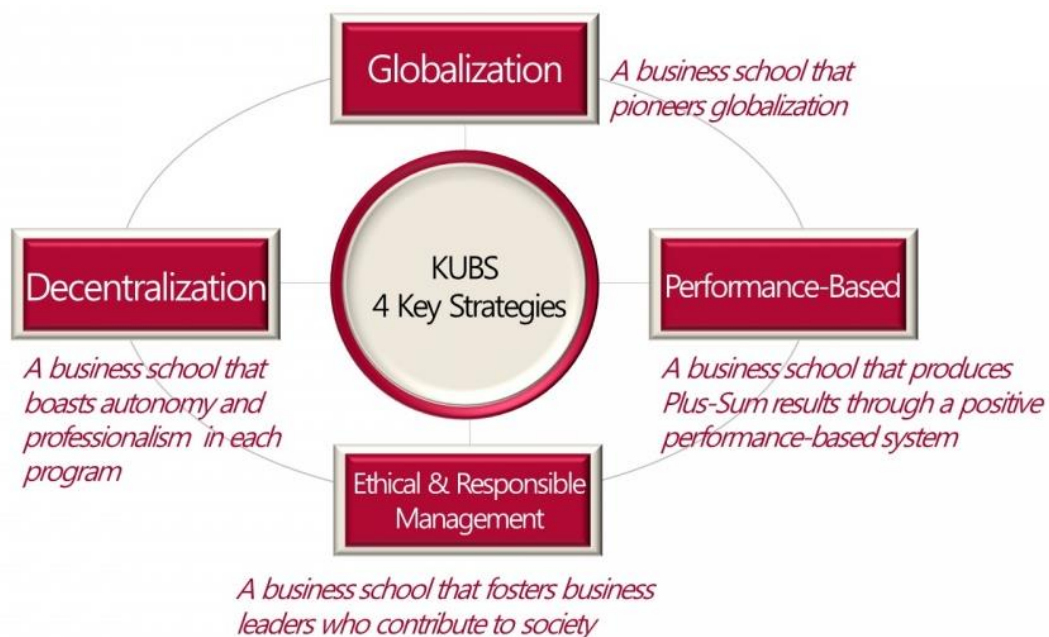 Globalization
A business school that
pioneers globalization
KUBS
4 Key Strategies
Decentralization
A business school that
boasts autonomy and
professionalism in each
program
Performance-Based
A business school that produces
Plus-Sum results through a positive
performance-based system
Ethical & Responsible
Management
A business school that fosters business
leaders who contribute to society